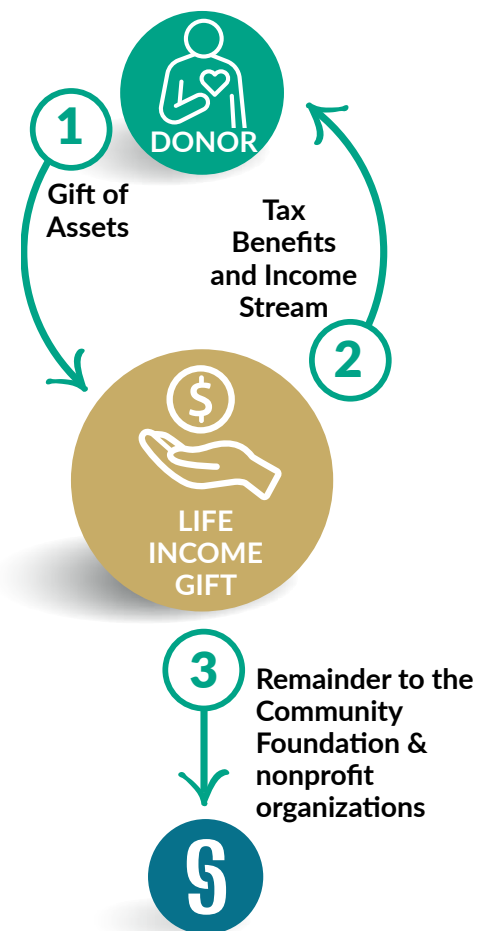 DONOR
1
Gift of
Assets
Tax
Benefits
and Income
Stream
2
$
LIFE
INCOME
GIFT
3
Remainder to the
Community
Foundation &
nonprofit
organizations